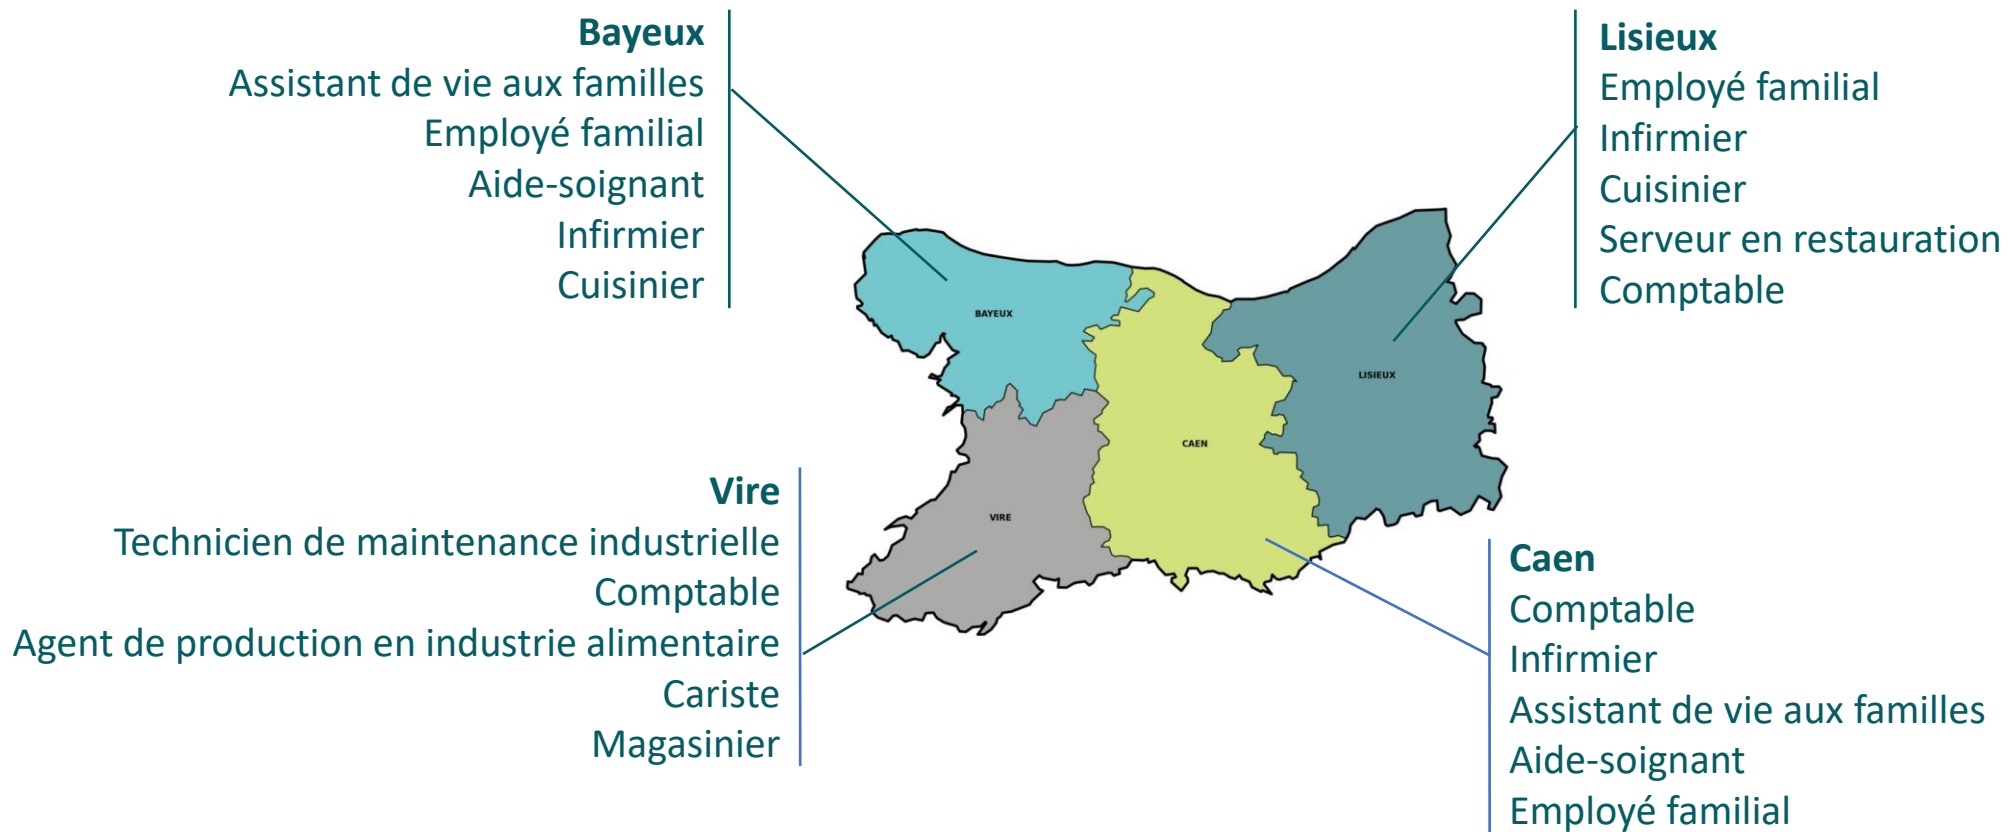 Bayeux
Assistant de vie aux familles
Employé familial
Aide-soignant
Infirmier
Cuisinier
Lisieux
Employé familial
Infirmier
Cuisinier
Serveur en restauration
Comptable
BAYEUX
LISIEUX
CAEN
VIRE
Vire
Technicien de maintenance industrielle
Comptable
Agent de production en industrie alimentaire
Cariste
Magasinier
Caen
Comptable
Infirmier
Assistant de vie aux familles
Aide-soignant
Employé familial